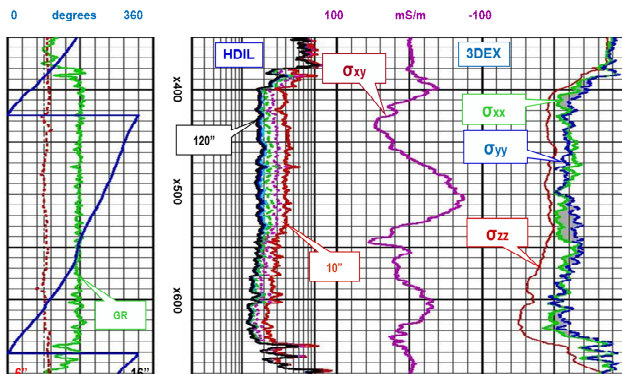 0 degrees 360
100 mS/m -100
HDIL
3DEX
σxy
σxx
x400
120"
σyy
x500
σzz
10"
GR
x600
6"
16"